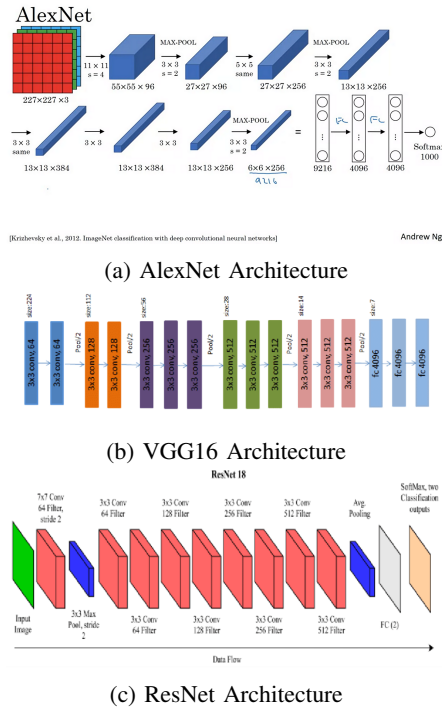 AlexNet
MAX-POOL
MAX-POOL
11 × 11
s = 4
3 × 3
s = 2
5 × 5
same
3 × 3
s = 2
227×227 ×3
55×55 × 96
27×27 ×96
27×27 ×256
13×13 ×256
MAX-POOL
3 × 3
same
3 × 3
3 × 3
3 × 3
s = 2
=
FC
FC
13×13 ×384
13×13 ×384
13×13 ×256
6×6 ×256
9216
9216
4096
4096
Softmax
1000
[Krizhevsky et al., 2012. ImageNet classification with deep convolutional neural networks]
Andrew Ng
(a) AlexNet Architecture
size:224
3x3 conv, 64
3x3 conv, 64
Pool/2
size:112
3x3 conv, 128
3x3 conv, 128
Pool/2
size:56
3x3 conv, 256
3x3 conv, 256
3x3 conv, 256
Pool/2
size:28
3x3 conv, 512
3x3 conv, 512
3x3 conv, 512
Pool/2
size:14
3x3 conv, 512
3x3 conv, 512
3x3 conv, 512
Pool/2
size:7
fc 4096
fc 4096
fc 4096
(b) VGG16 Architecture
ResNet 18
7x7 Conv
64 Filter,
stride 2
3x3 Conv
64 Filter
3x3 Conv
128 Filter
3x3 Conv
256 Filter
3x3 Conv
512 Filter
Avg.
Pooling
SoftMax, two
Classification
outputs
Input
Image
3x3 Max
Pool, stride
2
3x3 Conv
64 Filter
3x3 Conv
128 Filter
3x3 Conv
256 Filter
3x3 Conv
512 Filter
FC (2)
Data Flow
(c) ResNet Architecture